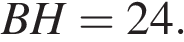 BH = 24.